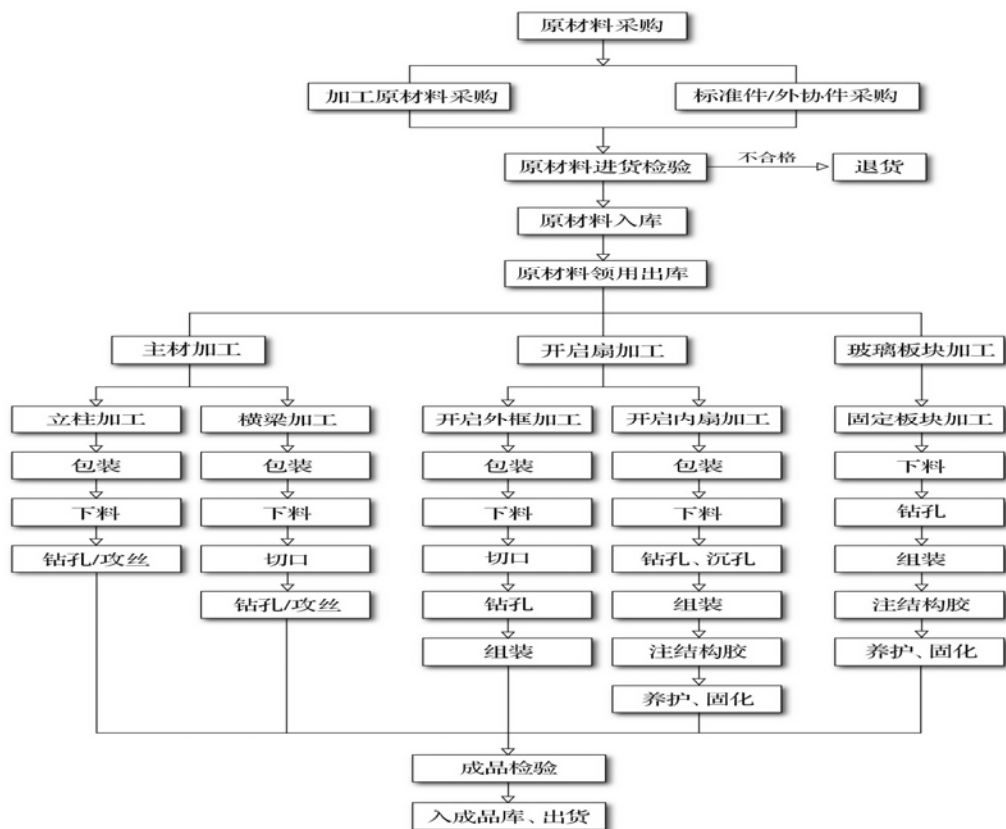 原材料采购
加工原材料采购
标准件/外协件采购
原材料进货检验
不合格
退货
原材料入库
原材料领用出库
主材加工
开启扇加工
玻璃板块加工
立柱加工
横梁加工
开启外框加工
开启内扇加工
固定板块加工
包装
包装
包装
包装
下料
下料
下料
下料
下料
钻孔
钻孔/攻丝
切口
切口
钻孔、沉孔
组装
钻孔/攻丝
钻孔
组装
注结构胶
组装
注结构胶
养护、固化
养护、固化
成品检验
入成品库、出货